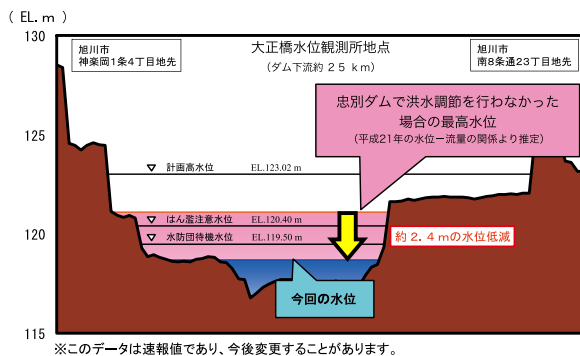 ( EL. m )
130
125
120
115
大正橋水位観測所地点
(ダム下流約25km)
旭川市
神楽岡1条4丁目地先
旭川市
南8条通23丁目地先
忠別ダムで洪水調節を行わなかった
場合の最高水位
(平成21年の水位ー流量の関係より推定)
計画高水位 EL.123.02 m
はん濫注意水位 EL.120.40 m
水防団待機水位 EL.119.50 m
約2.4mの水位低減
今回の水位
※このデータは速報値であり、今後変更することがあります。